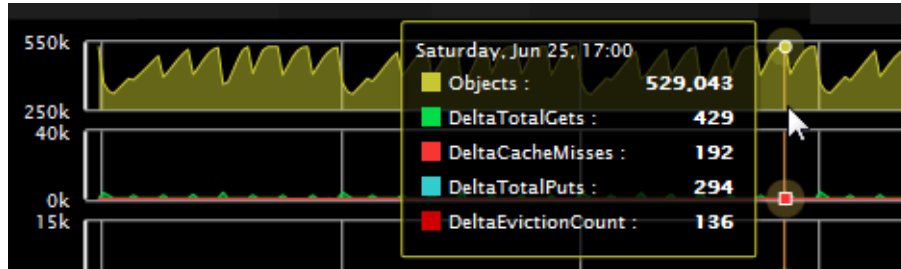 550k
250k
40k
0k
15k
Saturday, Jun 25, 17:00
Objects : 529,043
DeltaTotalGets : 429
DeltaCacheMisses : 192
DeltaTotalPuts : 294
DeltaEvictionCount : 136